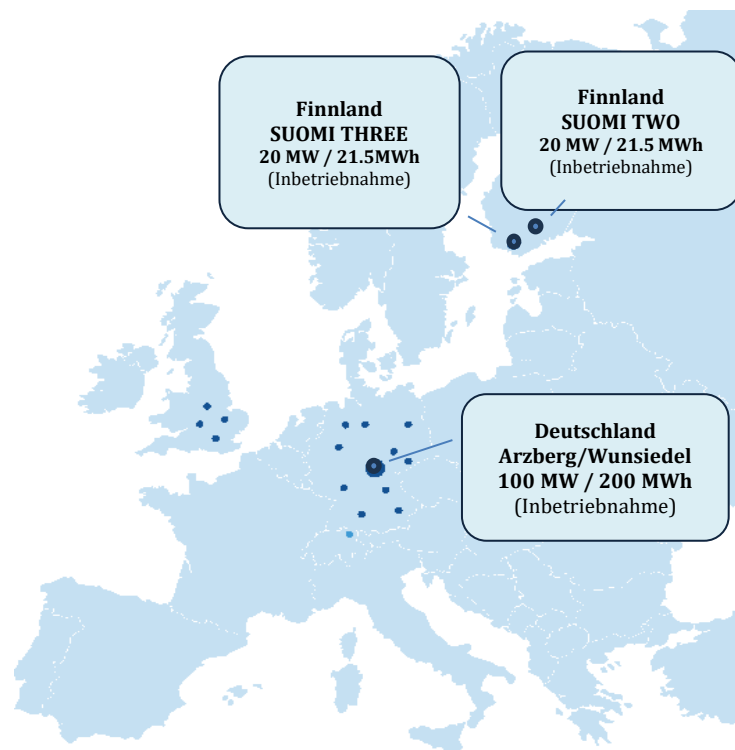 Finnland
SUOMI THREE
20 MW / 21.5MWh
(Inbetriebnahme)
Finnland
SUOMI TWO
20 MW / 21.5 MWh
(Inbetriebnahme)
Deutschland
Arzberg/Wunsiedel
100 MW / 200 MWh
(Inbetriebnahme)